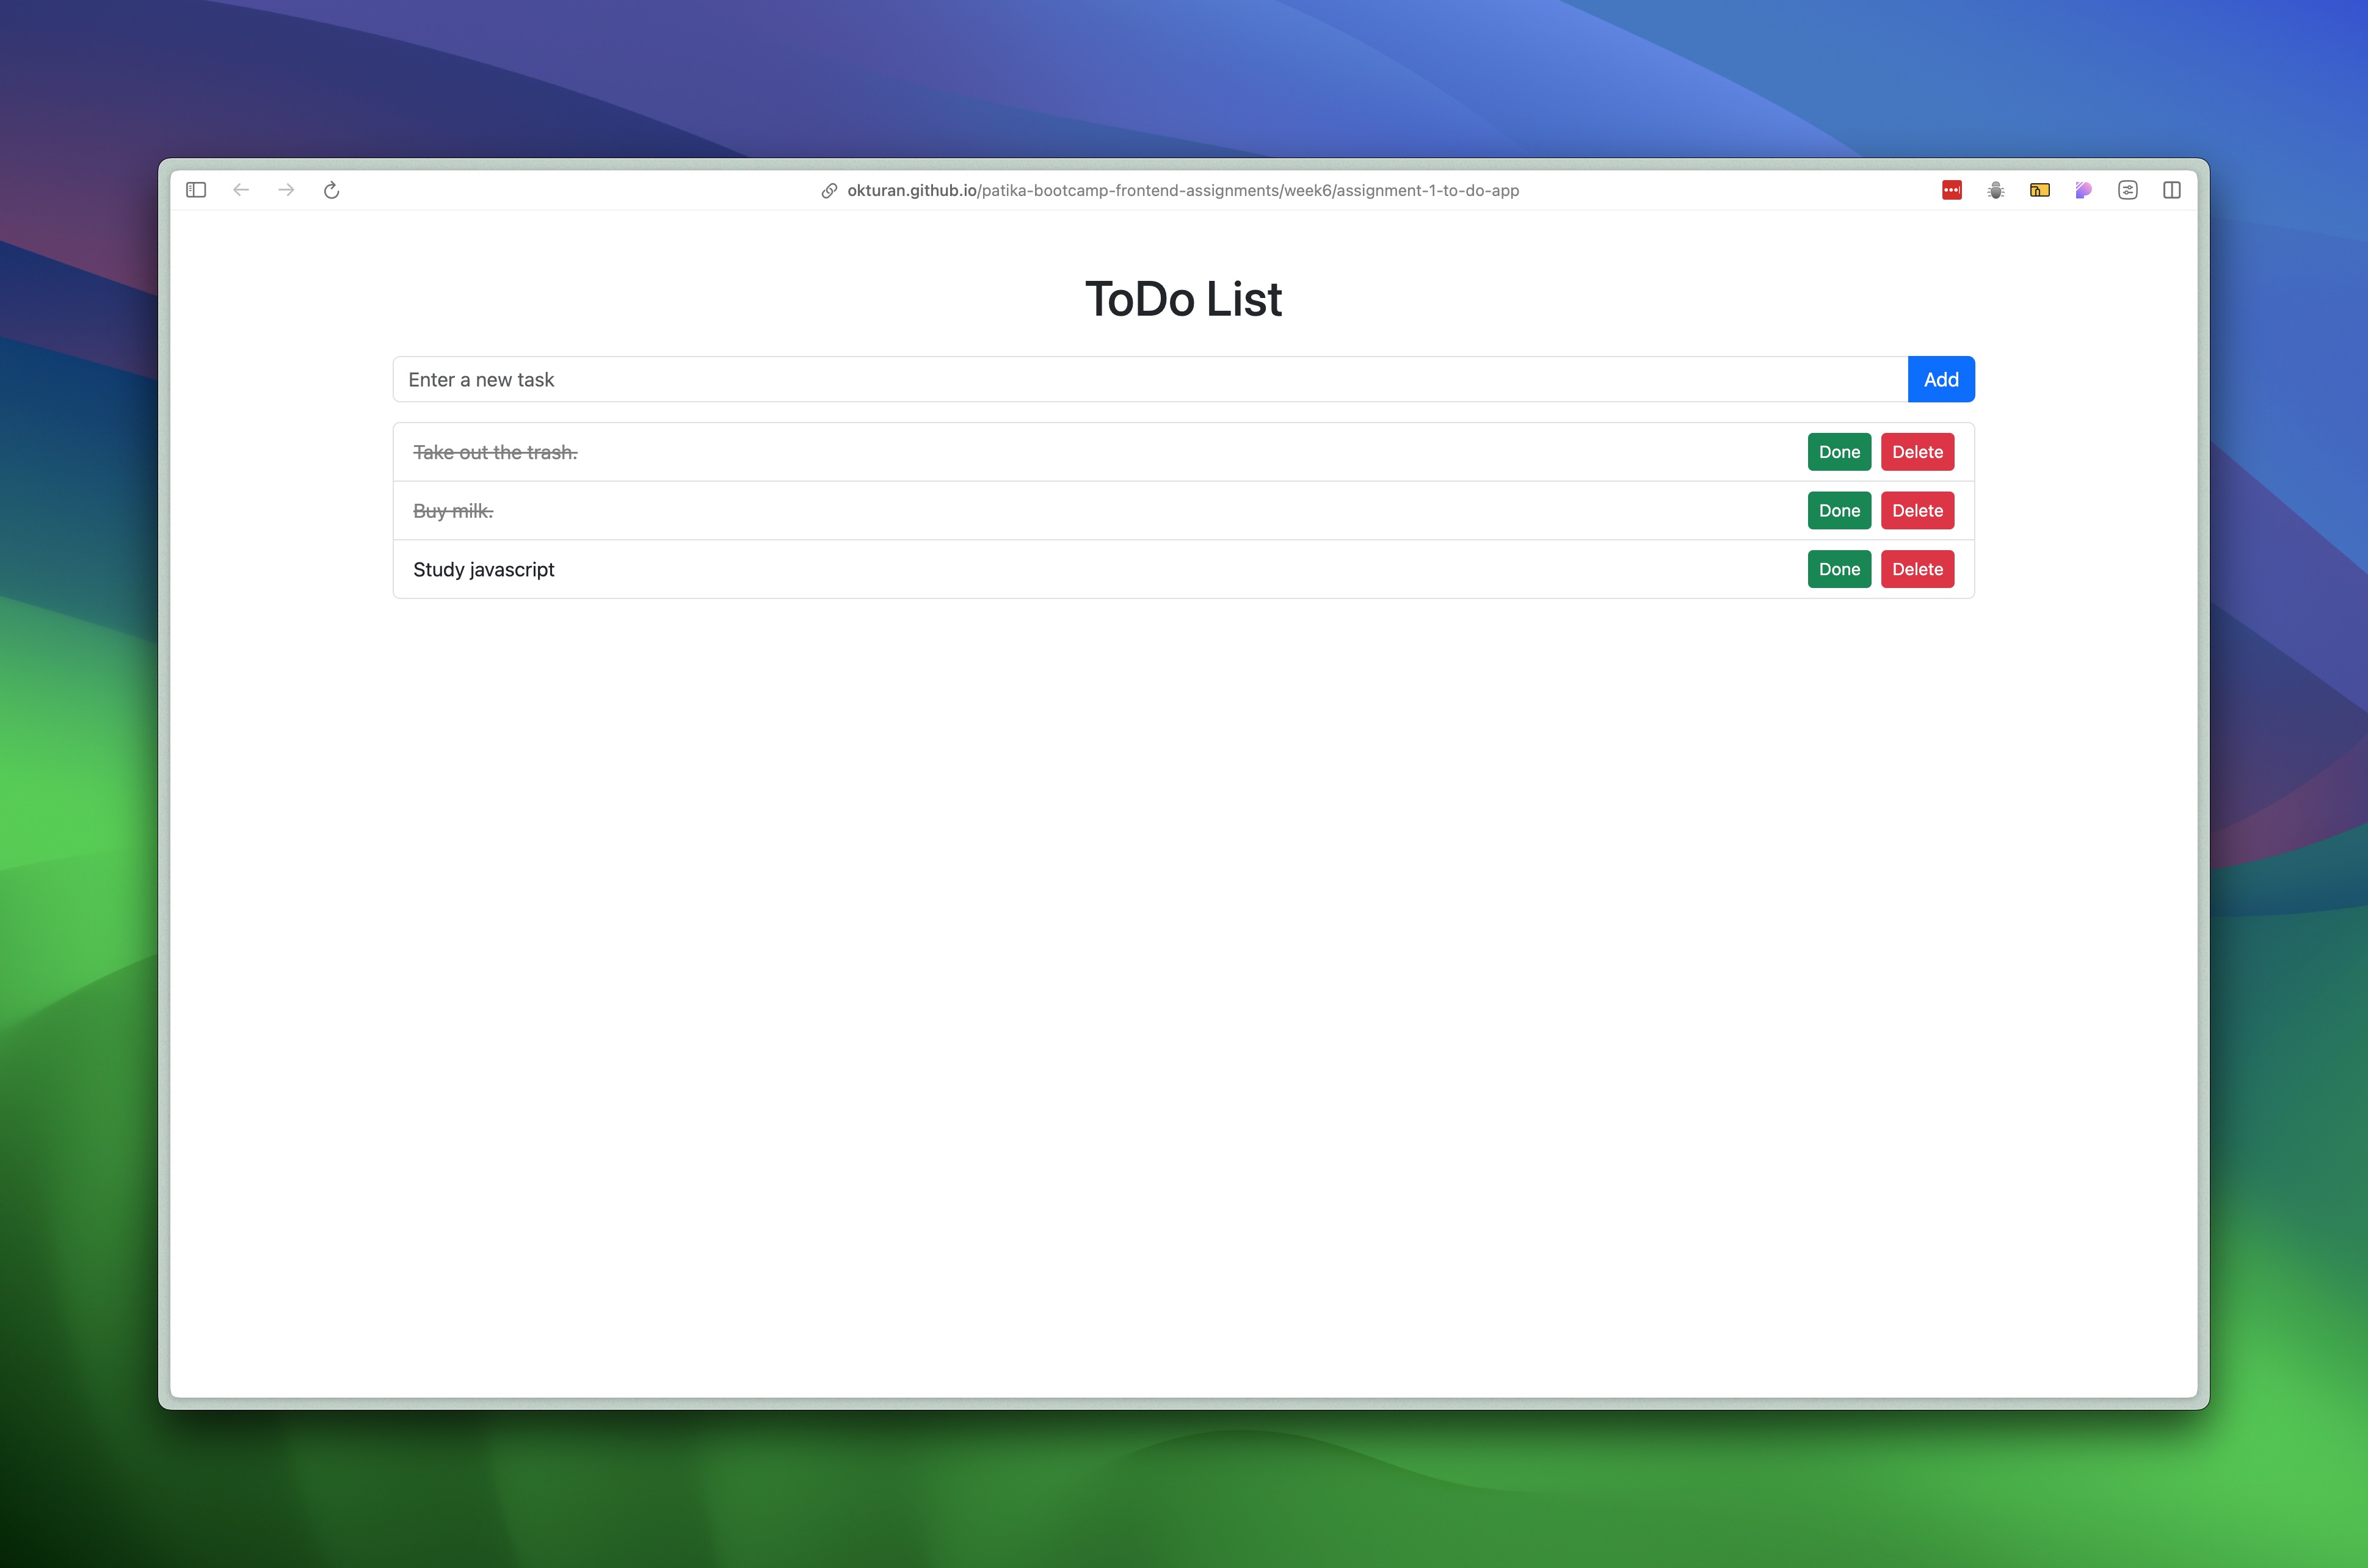 okturan.github.io/patika-bootcamp-frontend-assignments/week6/assignment-1-to-do-app
ToDo List
Enter a new task Add
Take out the trash. Done Delete
Buy milk. Done Delete
Study javascript Done Delete